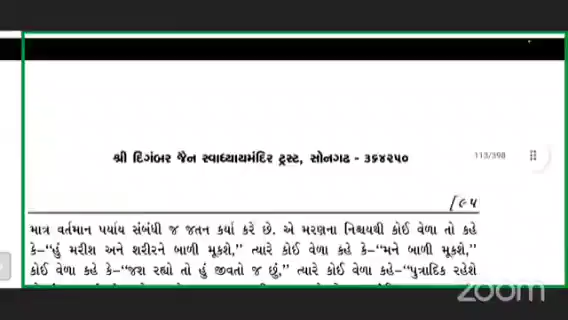 શ્રી દિગંબર જૈન સ્વાધ્યાયમંદિર ટ્રસ્ટ, સોનગઢ - ૩૬૪૨૫૦
113/398
[૯૫
માત્ર વર્તમાન પર્યાય સંબંધી જ જતન કર્યા કરે છે. એ મરણના નિશ્ચયથી કોઈ વેળા તો કહે
કે–“હું મરીશ અને શરીરને બાળી મૂકશે,” ત્યારે કોઈ વેળા કહે કે–“મને બાળી મૂકશે,”
કોઈ વેળા કહે કે–“જશ રહ્યો તો હું જીવતો જ છું,” ત્યારે કોઈ વેળા કહે–“પુત્રાદિક રહેશે
zoom